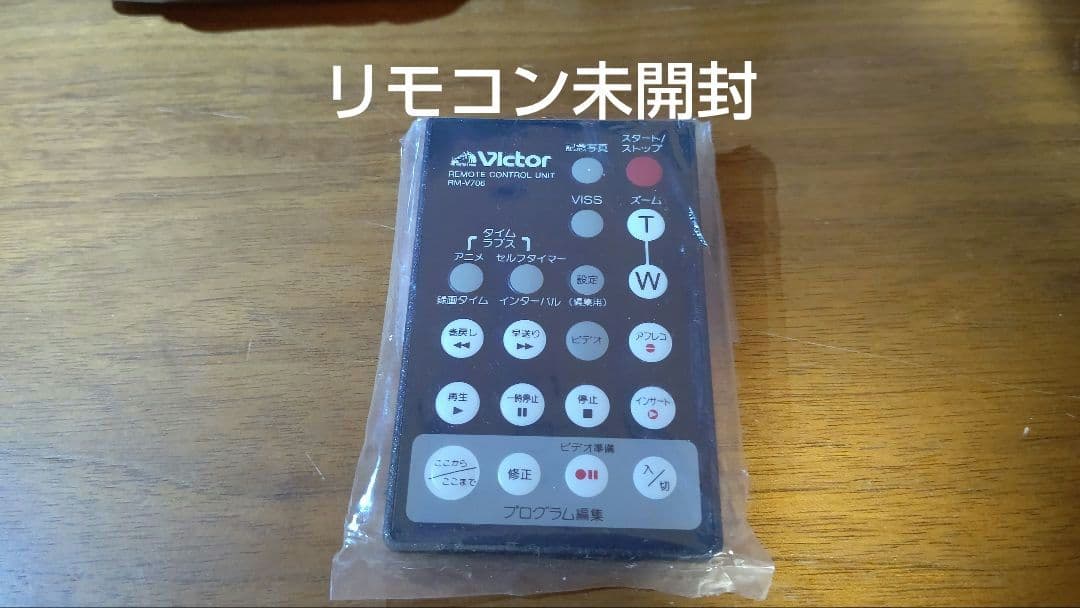 リモコン未開封
スタート/
ストップ
記念写真
Victor
REMOTE CONTROL UNIT
RM-V706
VISS
ズーム
T
タイム
ラプス
アニメ
セルフタイマー
設定
W
録画タイム
インターバル
(編集用)
巻戻し
早送り
ビデオ
アフレコ
再生
一時停止
停止
インサート
ビデオ準備
ここから
ここまで
修正
入/切
プログラム編集